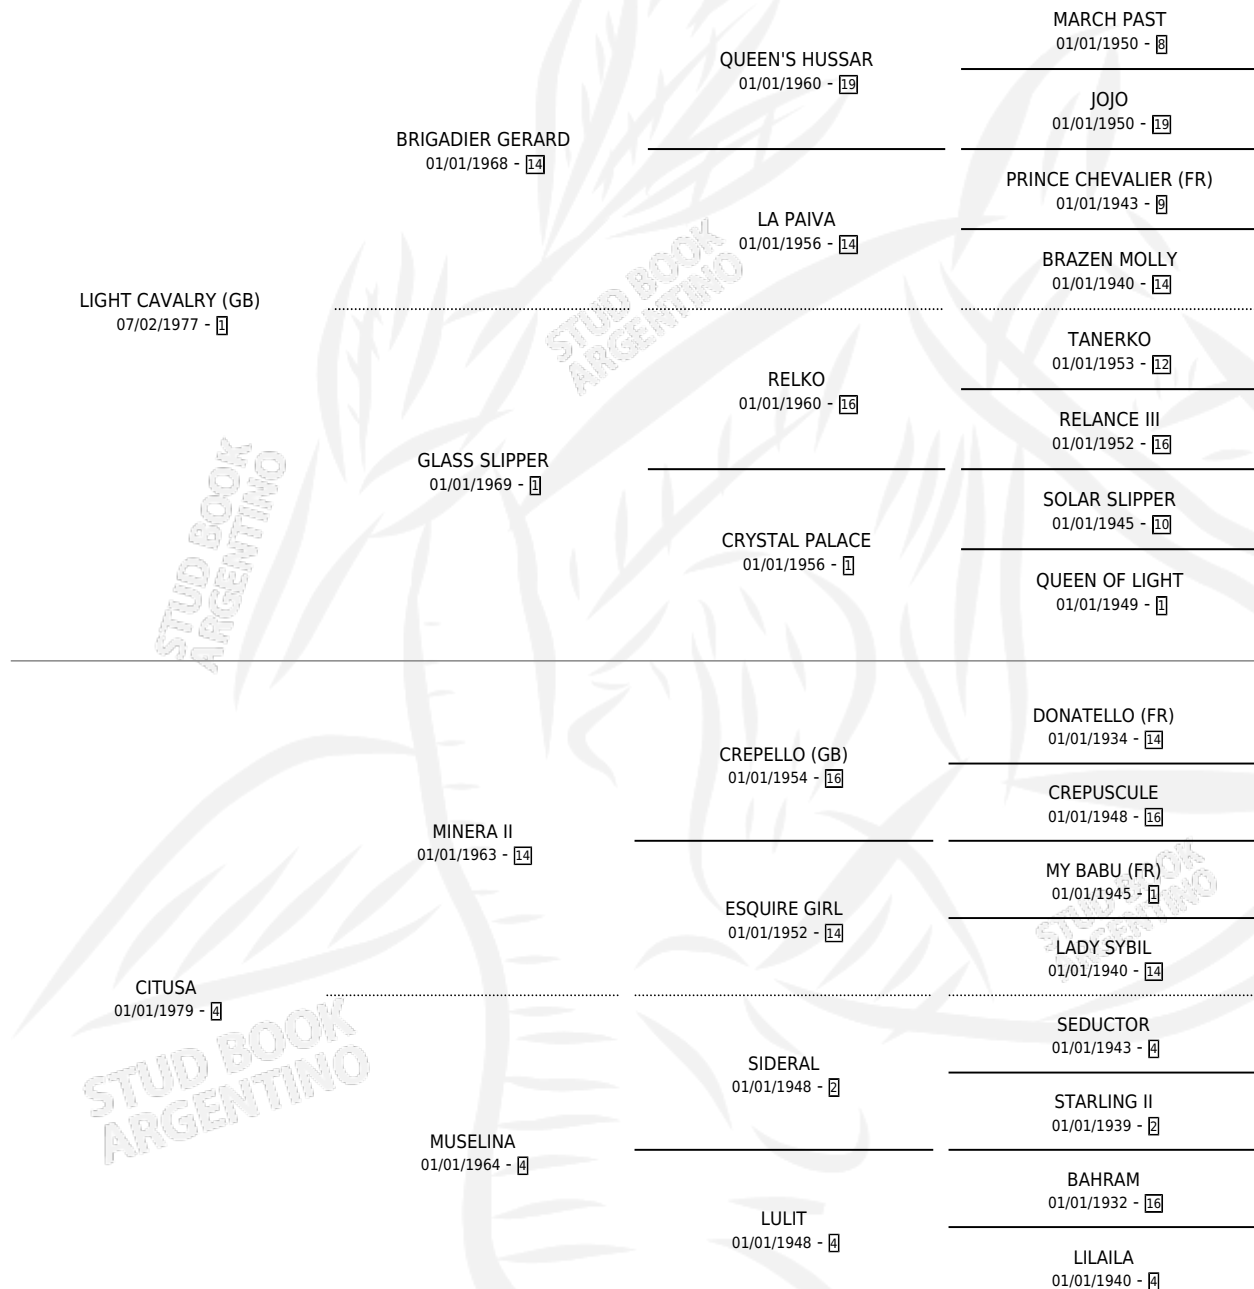 MARCH PAST
01/01/1950 - 8
QUEEN'S HUSSAR
01/01/1960 - 19
JOJO
01/01/1950 - 19
BRIGADIER GERARD
01/01/1968 - 14
PRINCE CHEVALIER (FR)
01/01/1943 - 9
LA PAIVA
01/01/1956 - 14
BRAZEN MOLLY
01/01/1940 - 14
LIGHT CAVALRY (GB)
07/02/1977 - 1
TANERKO
01/01/1953 - 12
RELKO
01/01/1960 - 16
RELANCE III
01/01/1952 - 16
GLASS SLIPPER
01/01/1969 - 1
SOLAR SLIPPER
01/01/1945 - 10
CRYSTAL PALACE
01/01/1956 - 1
QUEEN OF LIGHT
01/01/1949 - 1
DONATELLO (FR)
01/01/1934 - 14
CREPELLO (GB)
01/01/1954 - 16
CREPUSCULE
01/01/1948 - 16
MINERA II
01/01/1963 - 14
MY BABU (FR)
01/01/1945 - 1
ESQUIRE GIRL
01/01/1952 - 14
LADY SYBIL
01/01/1940 - 14
CITUSA
01/01/1979 - 4
SEDUCTOR
01/01/1943 - 4
SIDERAL
01/01/1948 - 2
STARLING II
01/01/1939 - 2
MUSELINA
01/01/1964 - 4
BAHRAM
01/01/1932 - 16
LULIT
01/01/1948 - 4
LILAILA
01/01/1940 - 4
STUD BOOK
ARGENTINO
STUD BOOK
ARGENTINO
STUD BOOK
ARGENTINO
STUD BOOK
ARGENTINO